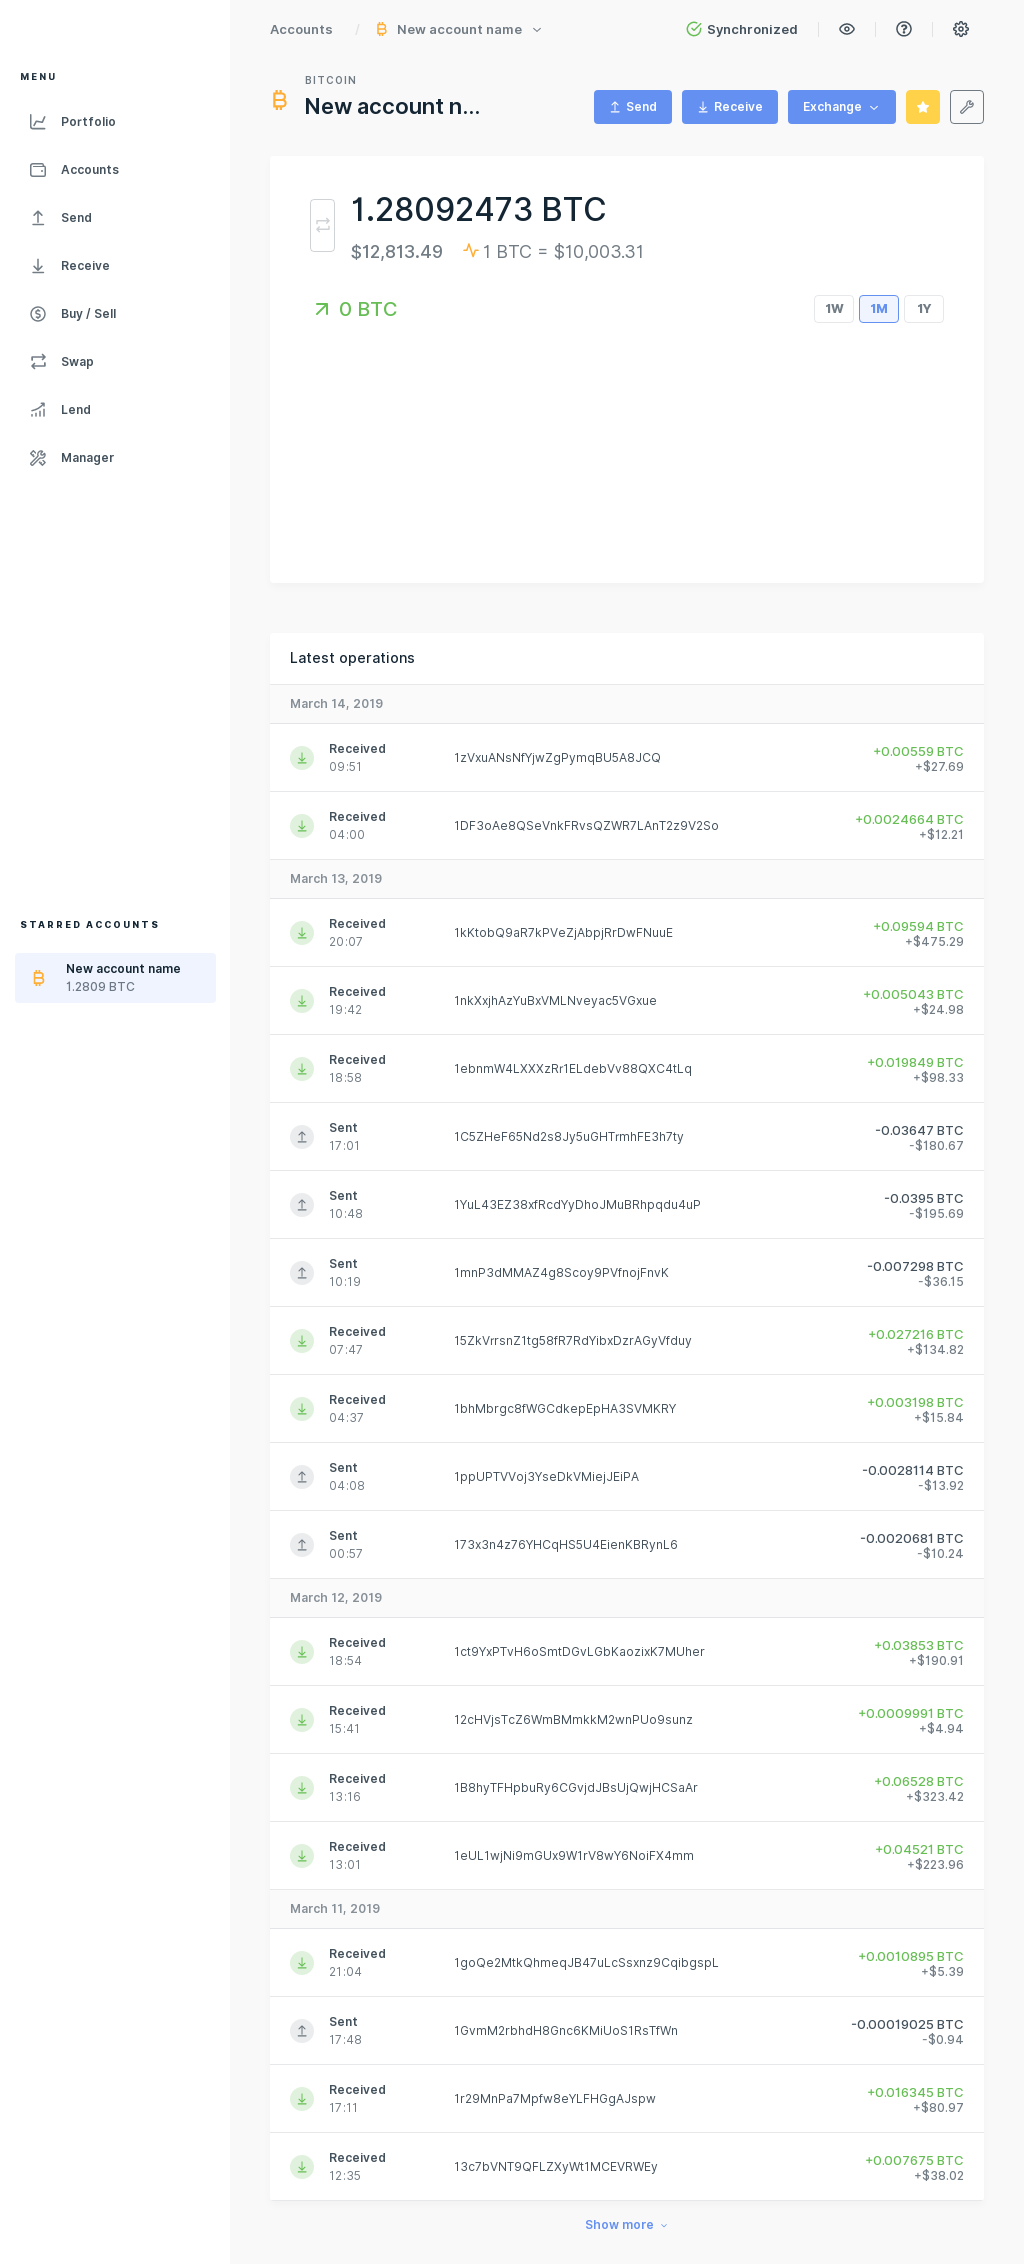 Accounts / New account name
Synchronized
MENU
Portfolio
Accounts
Send
Receive
Buy / Sell
Swap
Lend
Manager
STARRED ACCOUNTS
New account name
1.2809 BTC
BITCOIN
New account n...
Send
Receive
Exchange
1.28092473 BTC
$12,813.49
1 BTC = $10,003.31
0 BTC
1W
1M
1Y
Latest operations
March 14, 2019
Received
09:51
1zVxuANsNfYjwZgPymqBU5A8JCQ
+0.00559 BTC
+$27.69
Received
04:00
1DF3oAe8QSeVnkFRvsQZWR7LAnT2z9V2So
+0.0024664 BTC
+$12.21
March 13, 2019
Received
20:07
1kKtobQ9aR7kPVeZjAbpjRrDwFNuuE
+0.09594 BTC
+$475.29
Received
19:42
1nkXxjhAzYuBxVMLNveyac5VGxue
+0.005043 BTC
+$24.98
Received
18:58
1ebnmW4LXXXzRr1ELdebVv88QXC4tLq
+0.019849 BTC
+$98.33
Sent
17:01
1C5ZHeF65Nd2s8Jy5uGHTrmhFE3h7ty
-0.03647 BTC
-$180.67
Sent
10:48
1YuL43EZ38xfRcdYyDhoJMuBRhpqdu4uP
-0.0395 BTC
-$195.69
Sent
10:19
1mnP3dMMAZ4g8Scoy9PVfnojFnvK
-0.007298 BTC
-$36.15
Received
07:47
15ZkVrrsnZ1tg58fR7RdYibxDzrAGyVfduy
+0.027216 BTC
+$134.82
Received
04:37
1bhMbrgc8fWGCdkepEpHA3SVMKRY
+0.003198 BTC
+$15.84
Sent
04:08
1ppUPTVVoj3YseDkVMiejJEiPA
-0.0028114 BTC
-$13.92
Sent
00:57
173x3n4z76YHCqHS5U4EienKBRynL6
-0.0020681 BTC
-$10.24
March 12, 2019
Received
18:54
1ct9YxPTvH6oSmtDGvLGbKaozixK7MUher
+0.03853 BTC
+$190.91
Received
15:41
12cHVjsTcZ6WmBMmkkM2wnPUo9sunz
+0.0009991 BTC
+$4.94
Received
13:16
1B8hyTFHpbuRy6CGvjdJBsUjQwjHCSaAr
+0.06528 BTC
+$323.42
Received
13:01
1eUL1wjNi9mGUx9W1rV8wY6NoiFX4mm
+0.04521 BTC
+$223.96
March 11, 2019
Received
21:04
1goQe2MtkQhmeqJB47uLcSsxnz9CqibgspL
+0.0010895 BTC
+$5.39
Sent
17:48
1GvmM2rbhdH8Gnc6KMiUoS1RsTfWn
-0.00019025 BTC
-$0.94
Received
17:11
1r29MnPa7Mpfw8eYLFHGgAJspw
+0.016345 BTC
+$80.97
Received
12:35
13c7bVNT9QFLZXyWt1MCEVRWEy
+0.007675 BTC
+$38.02
Show more